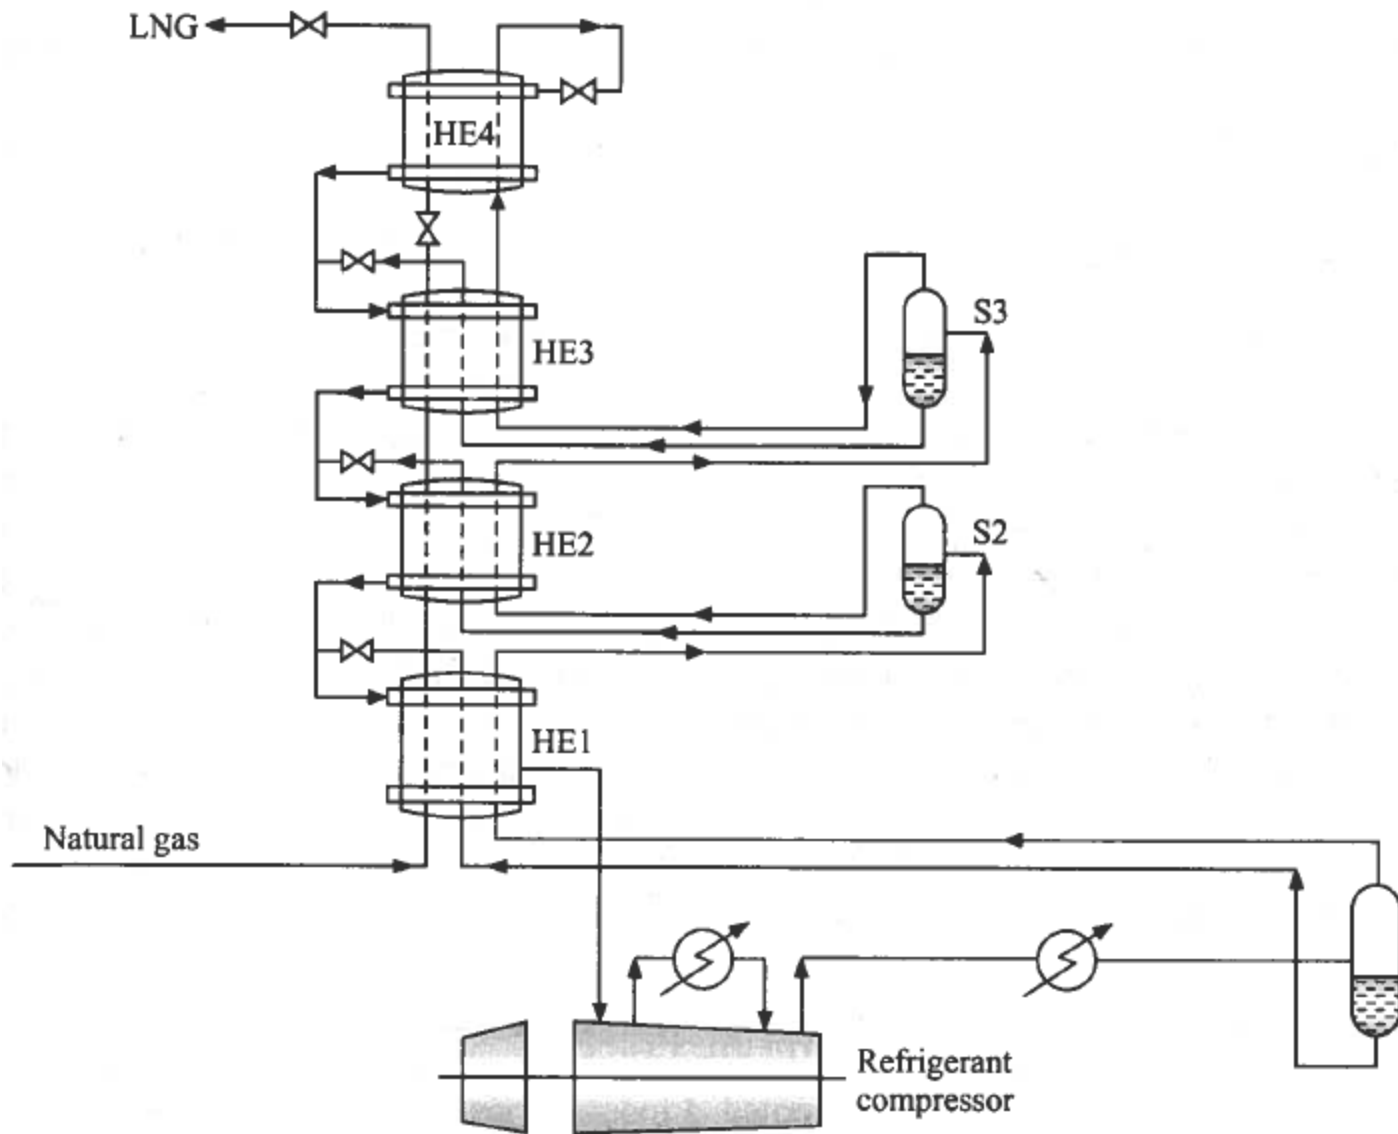 LNG
HE4
S3
HE3
S2
HE2
HE1
Natural gas
Refrigerant
compressor